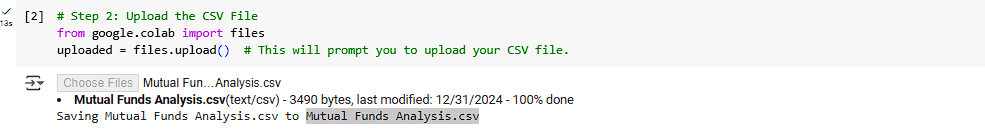 [2] # Step 2: Upload the CSV File
from google.colab import files
uploaded = files.upload()  # This will prompt you to upload your CSV file.
13s
Choose Files Mutual Fun...Analysis.csv
• Mutual Funds Analysis.csv(text/csv) - 3490 bytes, last modified: 12/31/2024 - 100% done
Saving Mutual Funds Analysis.csv to Mutual Funds Analysis.csv